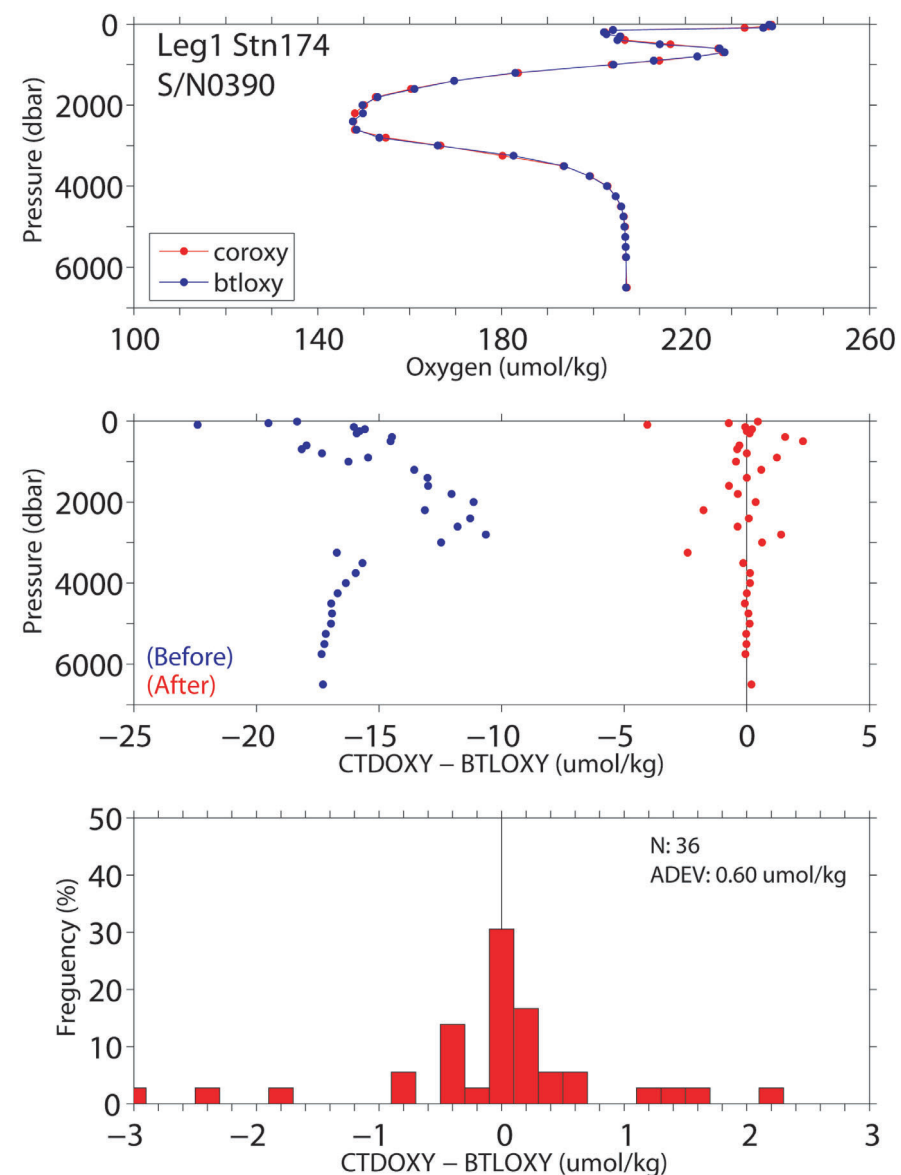 Leg1 Stn174
S/N0390
0
2000
4000
6000
Pressure (dbar)
coroxy
btloxy
100 140 180 220 260
Oxygen (umol/kg)
0
2000
4000
6000
Pressure (dbar)
(Before)
(After)
−25 −20 −15 −10 −5 0 5
CTDOXY − BTLOXY (umol/kg)
50
40
30
20
10
0
Freguency (%)
N: 36
ADEV: 0.60 umol/kg
−3 −2 −1 0 1 2 3
CTDOXY − BTLOXY (umol/kg)